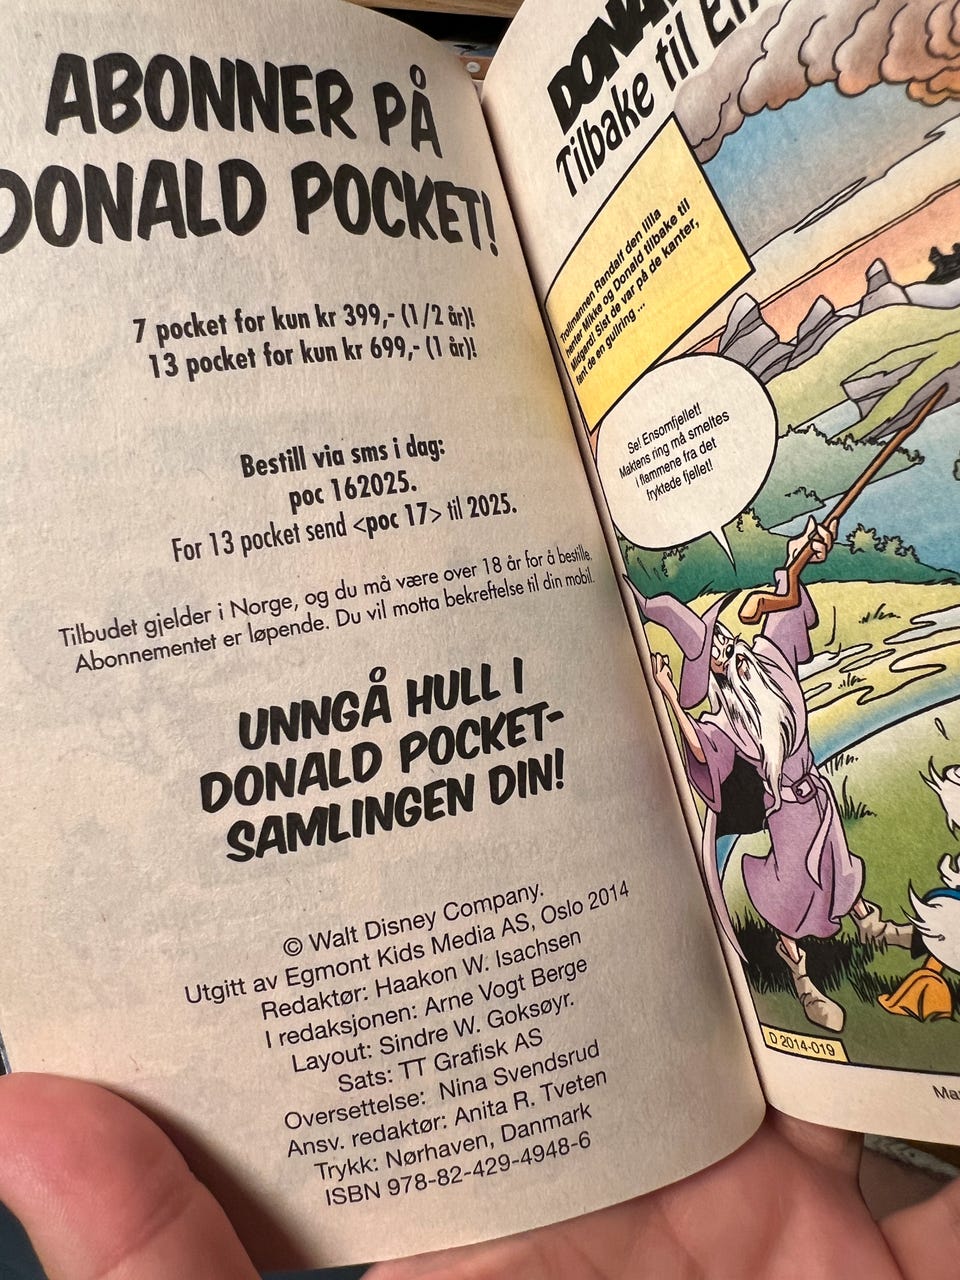 ABONNER PÅ
DONALD POCKET!
7 pocket for kun kr 399,- (1/2 år)!
13 pocket for kun kr 699,- (1 år)!
Bestill via sms i dag:
poc 162025.
For 13 pocket send <poc 17> til 2025.
Tilbudet gjelder i Norge, og du må være over 18 år for å bestille.
Abonnementet er løpende. Du vil motta bekreftelse til din mobil.
UNNGÅ HULL I
DONALD POCKET-
SAMLINGEN DIN!
© Walt Disney Company.
Utgitt av Egmont Kids Media AS, Oslo 2014
Redaktør: Haakon W. Isachsen
I redaksjonen: Arne Vogt Berge
Layout: Sindre W. Goksøyr.
Sats: TT Grafisk AS
Oversettelse: Nina Svendsrud
Ansv. redaktør: Anita R. Tveten
Trykk: Nørhaven, Danmark
ISBN 978-82-429-4948-6
Tilbake til
Trollmannen Randalf den lilla
henter Mikke og Donald tilbake til
Midgard! Sist de var på de kanter,
fant de en gullring ...
Se! Ensomfjellet!
Maktens ring må smeltes
i flammene fra det
fryktede fjellet!
D 2014-019